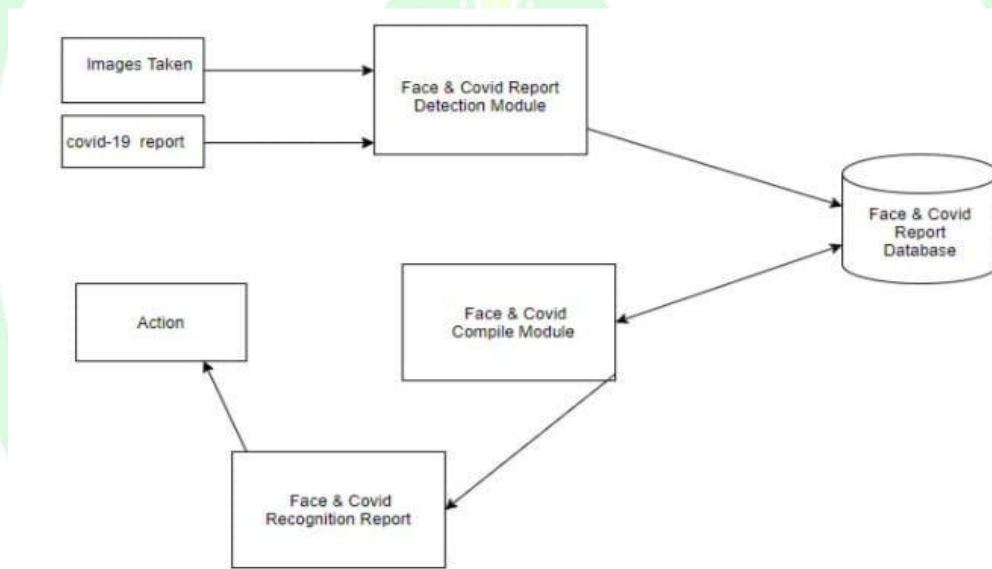 Images Taken
covid-19 report
Face & Covid Report
Detection Module
Face & Covid
Report
Database
Face & Covid
Compile Module
Action
Face & Covid
Recognition Report